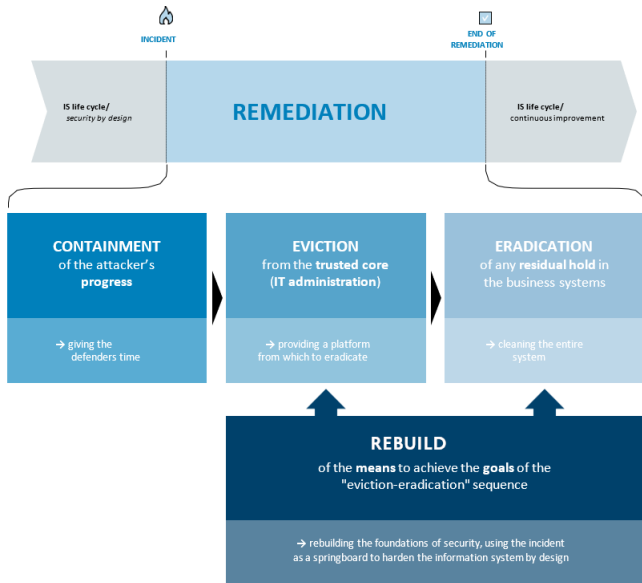 INCIDENT
END OF
REMEDIATION
IS life cycle/
security by design
REMEDIATION
IS life cycle/
continuous improvement
CONTAINMENT
of the attacker's
progress
→ giving the
defenders time
EVICTION
from the trusted core
(IT administration)
→ providing a platform
from which to eradicate
ERADICATION
of any residual hold in
the business systems
→ cleaning the entire
system
REBUILD
of the means to achieve the goals of the
"eviction-eradication" sequence
→ rebuilding the foundations of security, using the incident
as a springboard to harden the information system by design